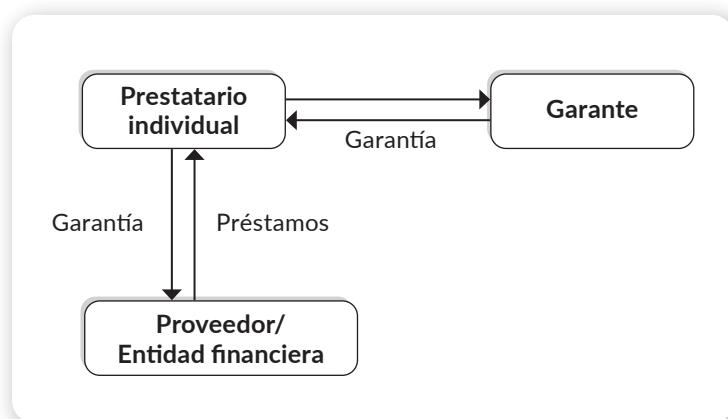 Prestatario
individual
Garante
Garantía
Garantía
Préstamos
Proveedor/
Entidad financiera